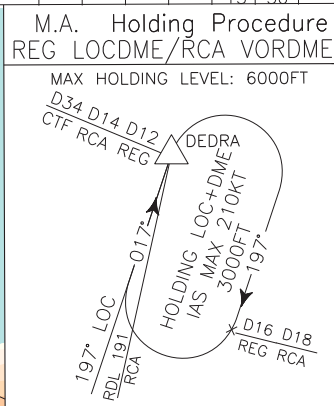 M.A. Holding Procedure
REG LOCDME/RCA VORDME
MAX HOLDING LEVEL: 6000FT
D34 D14 D12
CTF RCA REG
DEDRA
017°
HOLDING LOC+DME
IAS MAX 210KT
3000FT
197°
D16 D18
REG RCA
197° LOC
RDL 191
RCA